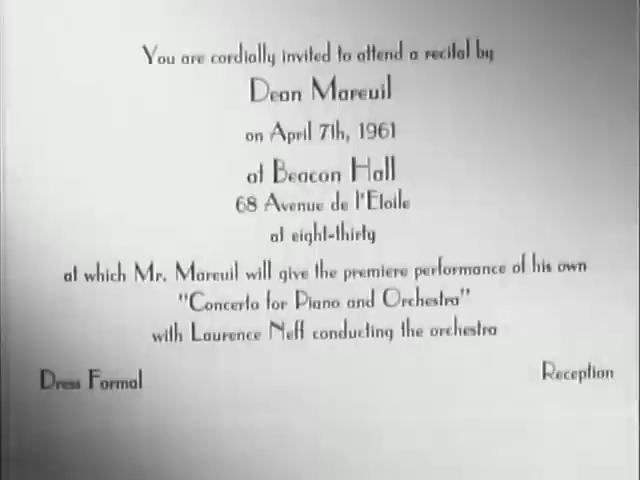 You are cordially invited to attend a recital by
Dean Mareuil
on April 7th, 1961
at Beacon Hall
68 Avenue de l'Etoile
at eight-thirty
at which Mr. Mareuil will give the premiere performance of his own
"Concerto for Piano and Orchestra"
with Laurence Neff conducting the orchestra
Dress Formal
Reception